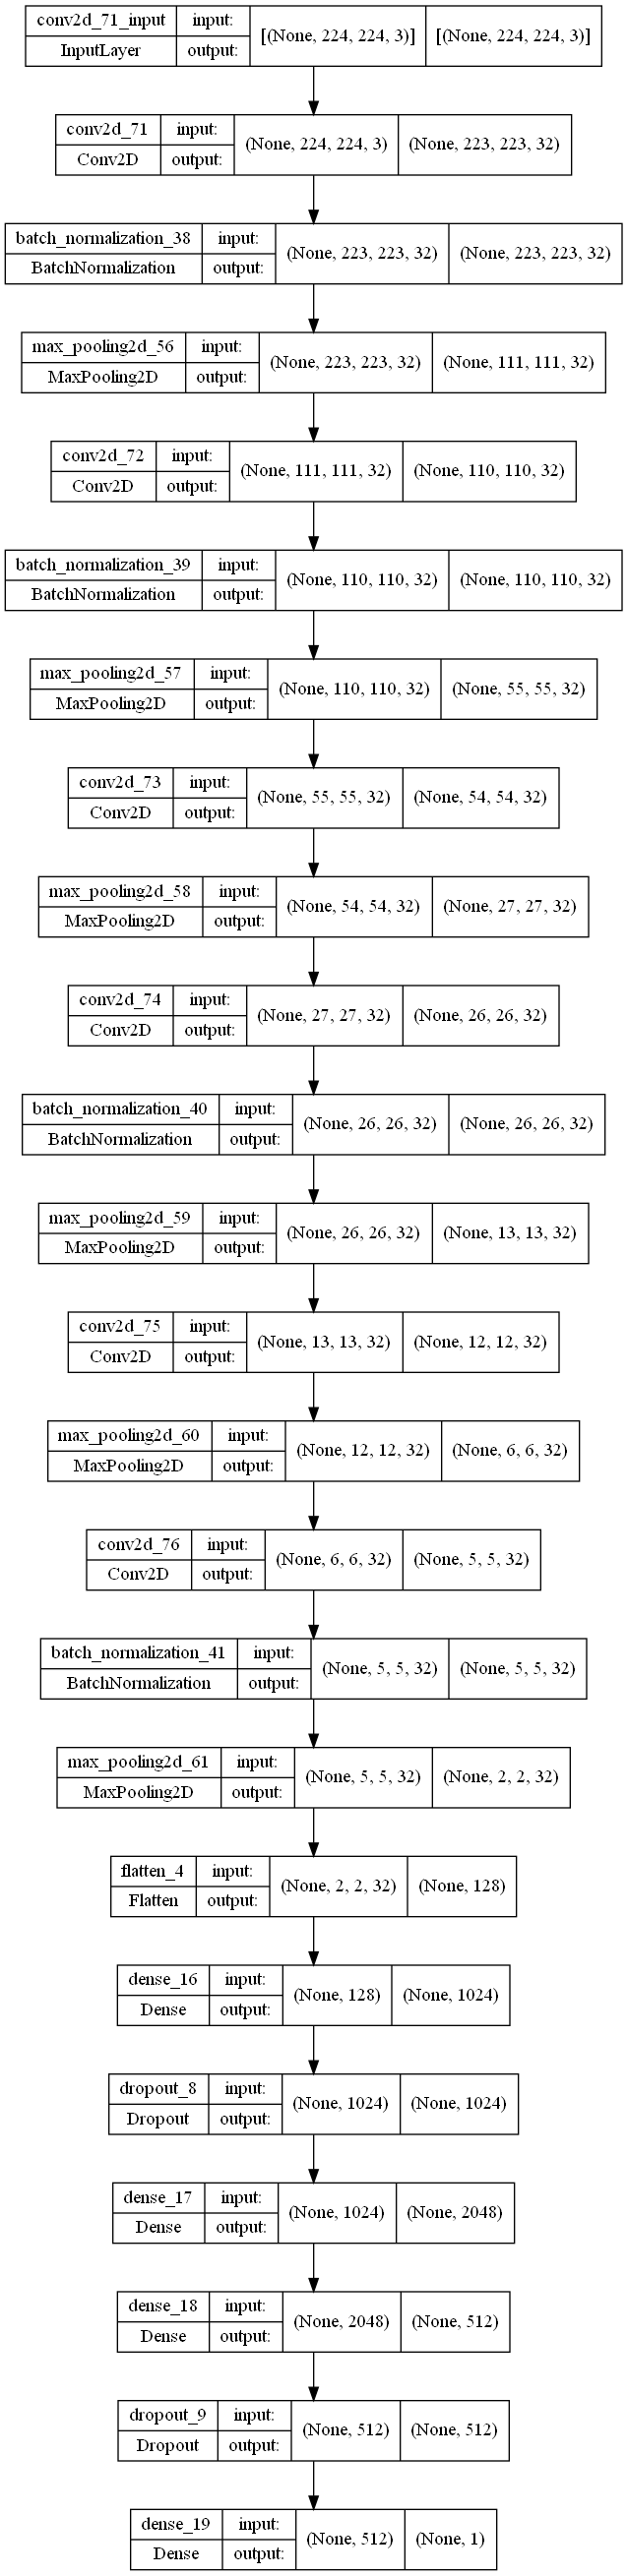 conv2d_71_input input: [(None, 224, 224, 3)] [(None, 224, 224, 3)]
InputLayer output:
conv2d_71 input: (None, 224, 224, 3) (None, 223, 223, 32)
Conv2D output:
batch_normalization_38 input: (None, 223, 223, 32) (None, 223, 223, 32)
BatchNormalization output:
max_pooling2d_56 input: (None, 223, 223, 32) (None, 111, 111, 32)
MaxPooling2D output:
conv2d_72 input: (None, 111, 111, 32) (None, 110, 110, 32)
Conv2D output:
batch_normalization_39 input: (None, 110, 110, 32) (None, 110, 110, 32)
BatchNormalization output:
max_pooling2d_57 input: (None, 110, 110, 32) (None, 55, 55, 32)
MaxPooling2D output:
conv2d_73 input: (None, 55, 55, 32) (None, 54, 54, 32)
Conv2D output:
max_pooling2d_58 input: (None, 54, 54, 32) (None, 27, 27, 32)
MaxPooling2D output:
conv2d_74 input: (None, 27, 27, 32) (None, 26, 26, 32)
Conv2D output:
batch_normalization_40 input: (None, 26, 26, 32) (None, 26, 26, 32)
BatchNormalization output:
max_pooling2d_59 input: (None, 26, 26, 32) (None, 13, 13, 32)
MaxPooling2D output:
conv2d_75 input: (None, 13, 13, 32) (None, 12, 12, 32)
Conv2D output:
max_pooling2d_60 input: (None, 12, 12, 32) (None, 6, 6, 32)
MaxPooling2D output:
conv2d_76 input: (None, 6, 6, 32) (None, 5, 5, 32)
Conv2D output:
batch_normalization_41 input: (None, 5, 5, 32) (None, 5, 5, 32)
BatchNormalization output:
max_pooling2d_61 input: (None, 5, 5, 32) (None, 2, 2, 32)
MaxPooling2D output:
flatten_4 input: (None, 2, 2, 32) (None, 128)
Flatten output:
dense_16 input: (None, 128) (None, 1024)
Dense output:
dropout_8 input: (None, 1024) (None, 1024)
Dropout output:
dense_17 input: (None, 1024) (None, 2048)
Dense output:
dense_18 input: (None, 2048) (None, 512)
Dense output:
dropout_9 input: (None, 512) (None, 512)
Dropout output:
dense_19 input: (None, 512) (None, 1)
Dense output: